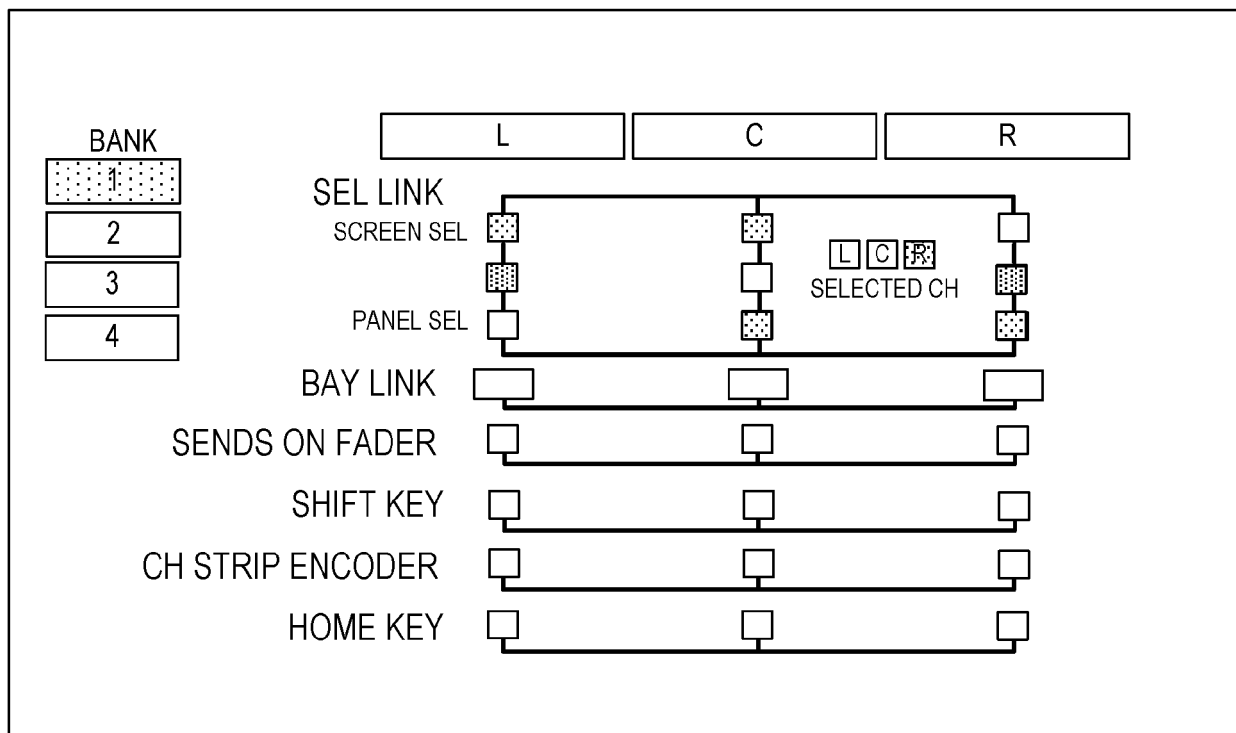 BANK
1
2
3
4
L C R
SEL LINK
SCREEN SEL
PANEL SEL
L C R
SELECTED CH
BAY LINK
SENDS ON FADER
SHIFT KEY
CH STRIP ENCODER
HOME KEY